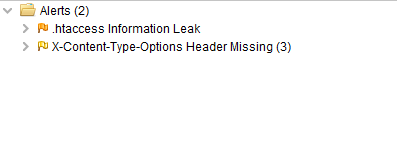 Alerts (2)
.htaccess Information Leak
X-Content-Type-Options Header Missing (3)